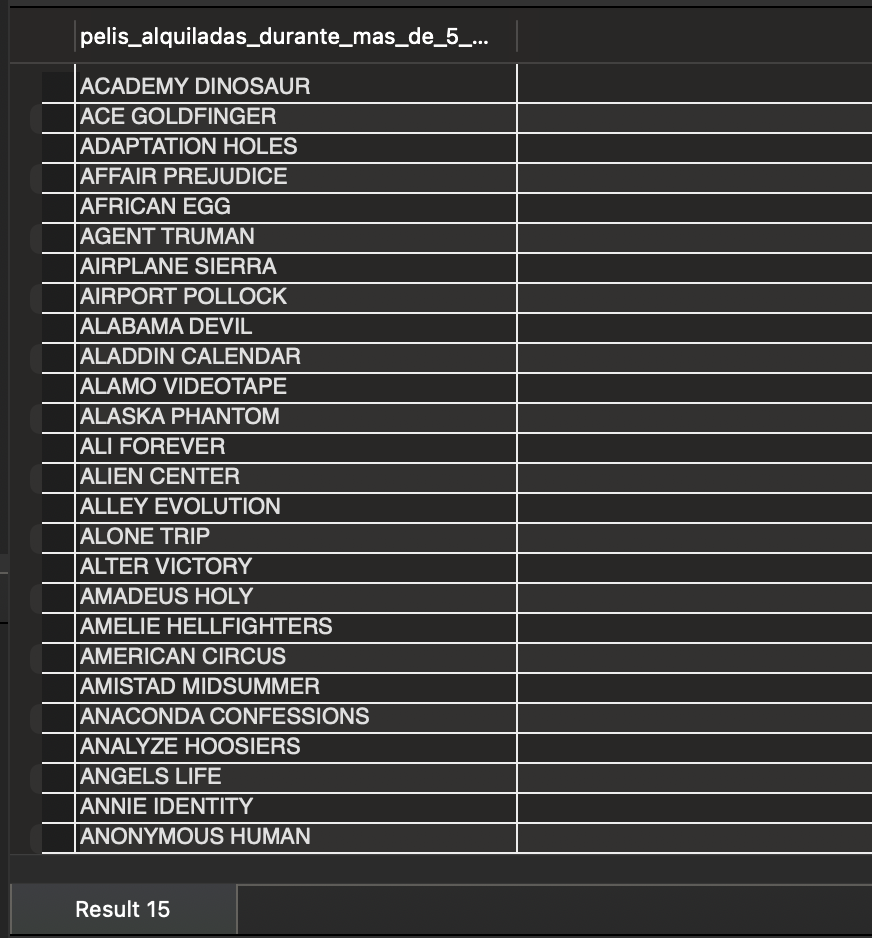 pelis_alquiladas_durante_mas_de_5_...
ACADEMY DINOSAUR
ACE GOLDFINGER
ADAPTATION HOLES
AFFAIR PREJUDICE
AFRICAN EGG
AGENT TRUMAN
AIRPLANE SIERRA
AIRPORT POLLOCK
ALABAMA DEVIL
ALADDIN CALENDAR
ALAMO VIDEOTAPE
ALASKA PHANTOM
ALI FOREVER
ALIEN CENTER
ALLEY EVOLUTION
ALONE TRIP
ALTER VICTORY
AMADEUS HOLY
AMELIE HELLFIGHTERS
AMERICAN CIRCUS
AMISTAD MIDSUMMER
ANACONDA CONFESSIONS
ANALYZE HOOSIERS
ANGELS LIFE
ANNIE IDENTITY
ANONYMOUS HUMAN
Result 15